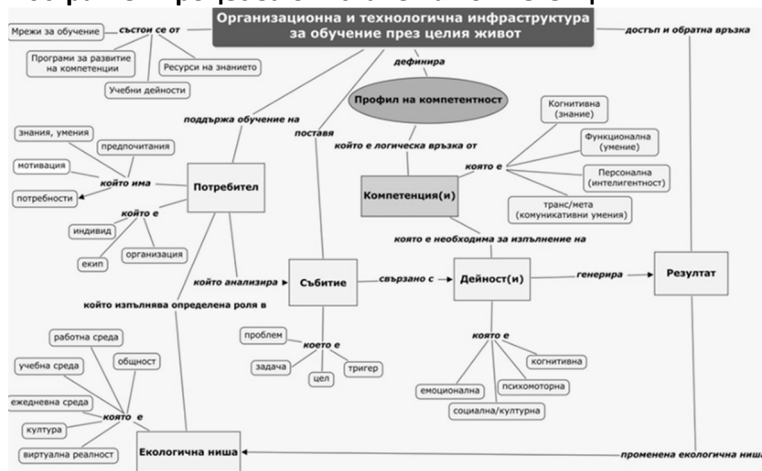 Организационна и технологична инфраструктура
за обучение през целия живот
Мрежи за обучение
състои се от
достъп и обратна връзка
Програми за развитие
на компетенции
Ресурси на знанието
Учебни дейности
дефинира
Профил на компетентност
поддържа обучение на
поставя
който е логическа връзка от
която е
Когнитивна
(знание)
Функционална
(умение)
Персонална
(интелигентност)
транс/мета
(комуникативни умения)
знания, умения
предпочитания
мотивация
който има
потребности
Потребител
Компетенция(и)
който е
индивид
екип
организация
която е необходима за изпълнение на
който анализира
Събитие
свързано с
Дейност(и)
генерира
Резултат
който изпълнява определена роля в
проблем
което е
задача
цел
тригер
която е
когнитивна
психомоторна
емоционална
социална/културна
работна среда
учебна среда
общност
ежедневна среда
която е
култура
виртуална реалност
Екологична ниша
променена екологична ниша